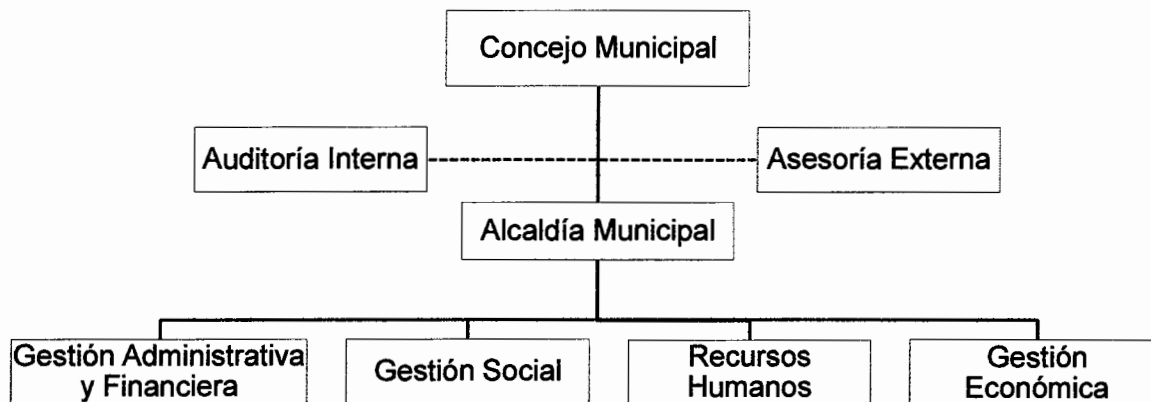 Concejo Municipal
Auditoría Interna
Asesoría Externa
Alcaldía Municipal
Gestión Administrativa
y Financiera
Gestión Social
Recursos
Humanos
Gestión
Económica